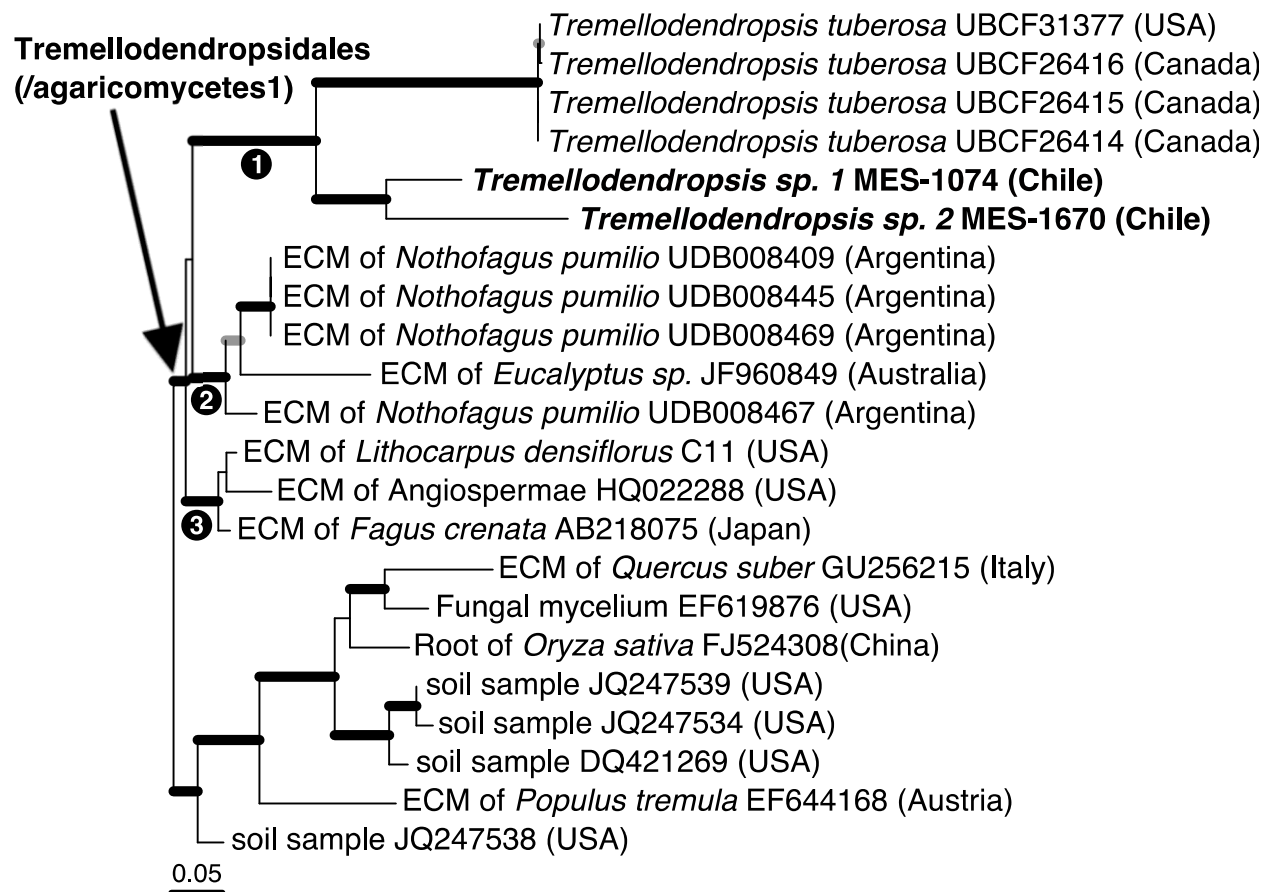 Tremellodendropsis tuberosa UBCF31377 (USA)
Tremellodendropsidales
(/agaricomycetes1)
Tremellodendropsis tuberosa UBCF26416 (Canada)
Tremellodendropsis tuberosa UBCF26415 (Canada)
Tremellodendropsis tuberosa UBCF26414 (Canada)
1
Tremellodendropsis sp. 1 MES-1074 (Chile)
Tremellodendropsis sp. 2 MES-1670 (Chile)
ECM of Nothofagus pumilio UDB008409 (Argentina)
ECM of Nothofagus pumilio UDB008445 (Argentina)
ECM of Nothofagus pumilio UDB008469 (Argentina)
ECM of Eucalyptus sp. JF960849 (Australia)
2
ECM of Nothofagus pumilio UDB008467 (Argentina)
ECM of Lithocarpus densiflorus C11 (USA)
ECM of Angiospermae HQ022288 (USA)
3
ECM of Fagus crenata AB218075 (Japan)
ECM of Quercus suber GU256215 (Italy)
Fungal mycelium EF619876 (USA)
Root of Oryza sativa FJ524308(China)
soil sample JQ247539 (USA)
soil sample JQ247534 (USA)
soil sample DQ421269 (USA)
ECM of Populus tremula EF644168 (Austria)
soil sample JQ247538 (USA)
0.05